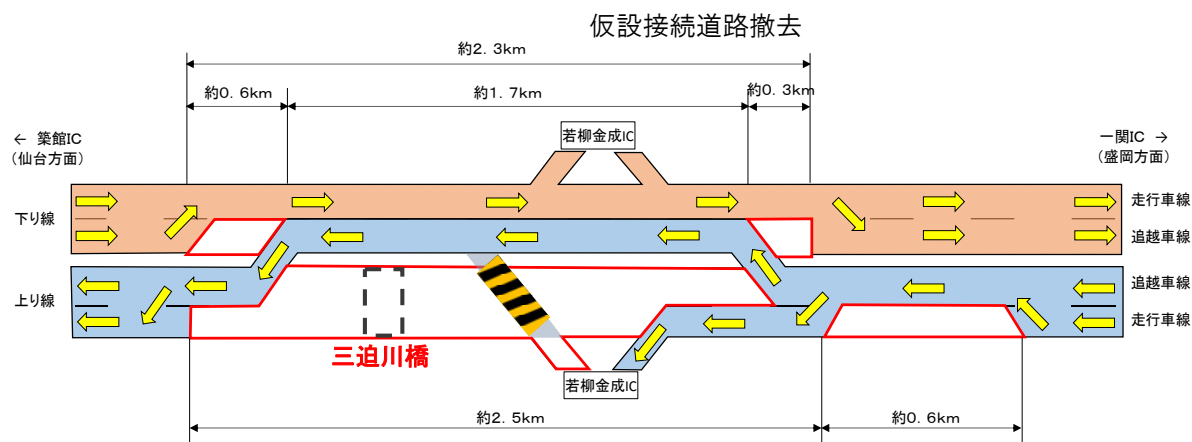 仮設接続道路撤去
約2.3km
約0.6km
約1.7km
約0.3km
← 築館IC
（仙台方面）
若柳金成IC
一関IC →
（盛岡方面）
走行車線
下り線
追越車線
追越車線
上り線
走行車線
三迫川橋
若柳金成IC
約2.5km
約0.6km